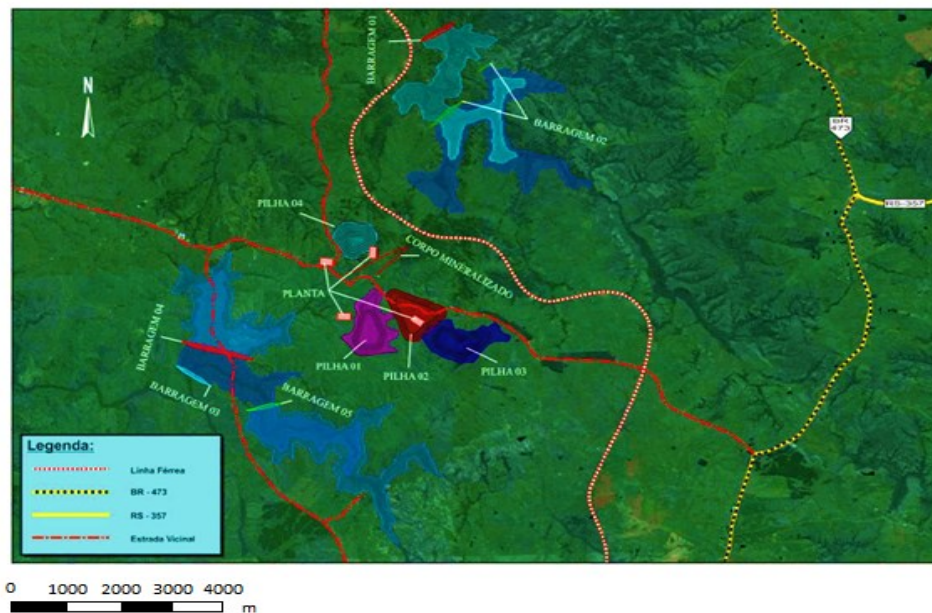 BARRAGEM 01
N
BARRAGEM 02
BR
473
RS-357
PILHA 04
CORPO MINERALIZADO
PLANTA
BARRAGEM 04
PILHA 01
PILHA 02
PILHA 03
BARRAGEM 03
BARRAGEM 05
Legenda:
Linha Férrea
BR - 473
RS - 357
Estrada Vicinal
0 1000 2000 3000 4000
m